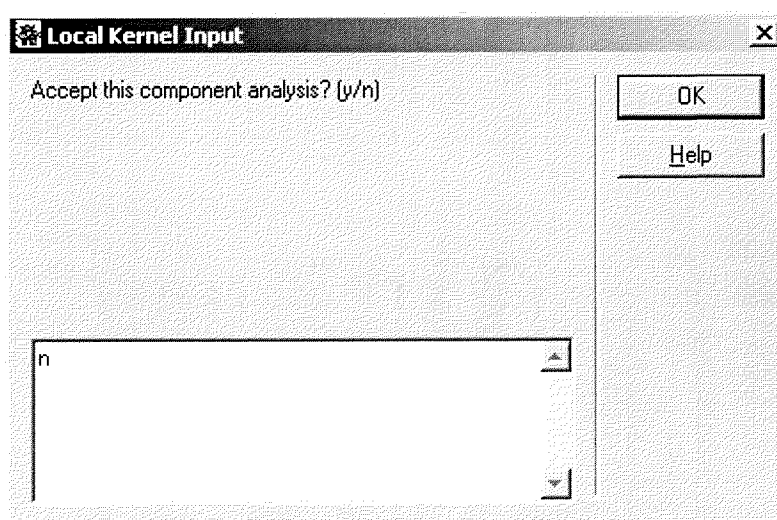 Local Kernel Input
Accept this component analysis? (y/n)
OK
Help
n